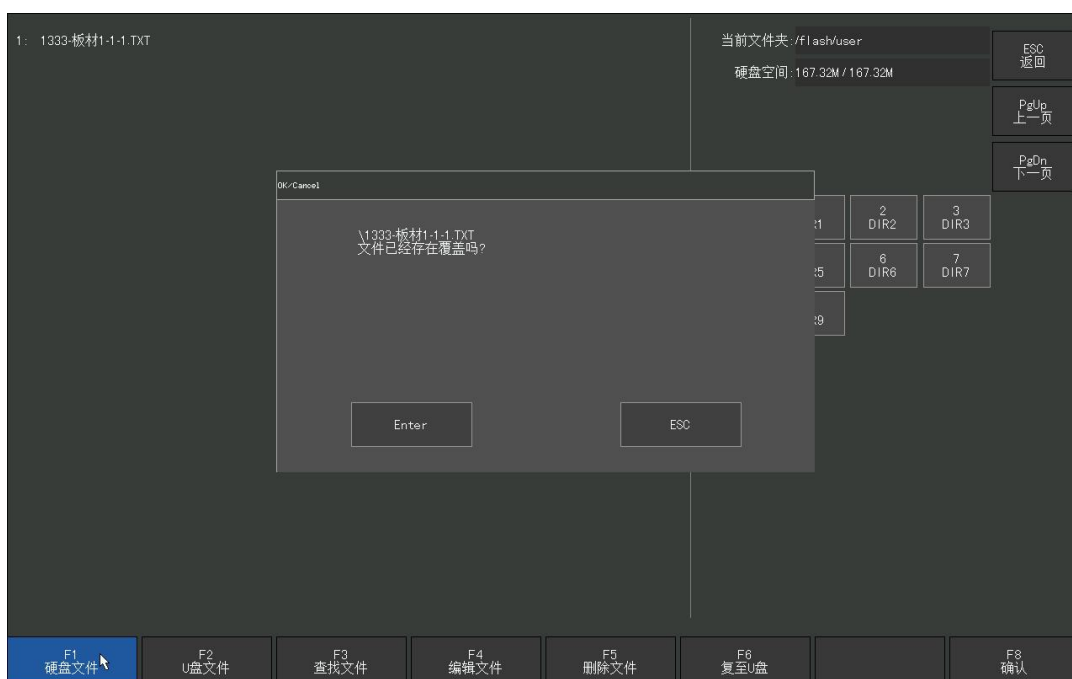 1: 1333-板材1-1-1.TXT
当前文件夹:/flash/user
硬盘空间:167.32M / 167.32M
ESC
返回
PgUp
上一页
PgDn
下一页
OK/Cancel
\1333-板材1-1-1.TXT
文件已经存在覆盖吗?
Enter
ESC
2
DIR2
3
DIR3
6
DIR6
7
DIR7
F1
硬盘文件
F2
U盘文件
F3
查找文件
F4
编辑文件
F5
删除文件
F6
复至U盘
F8
确认